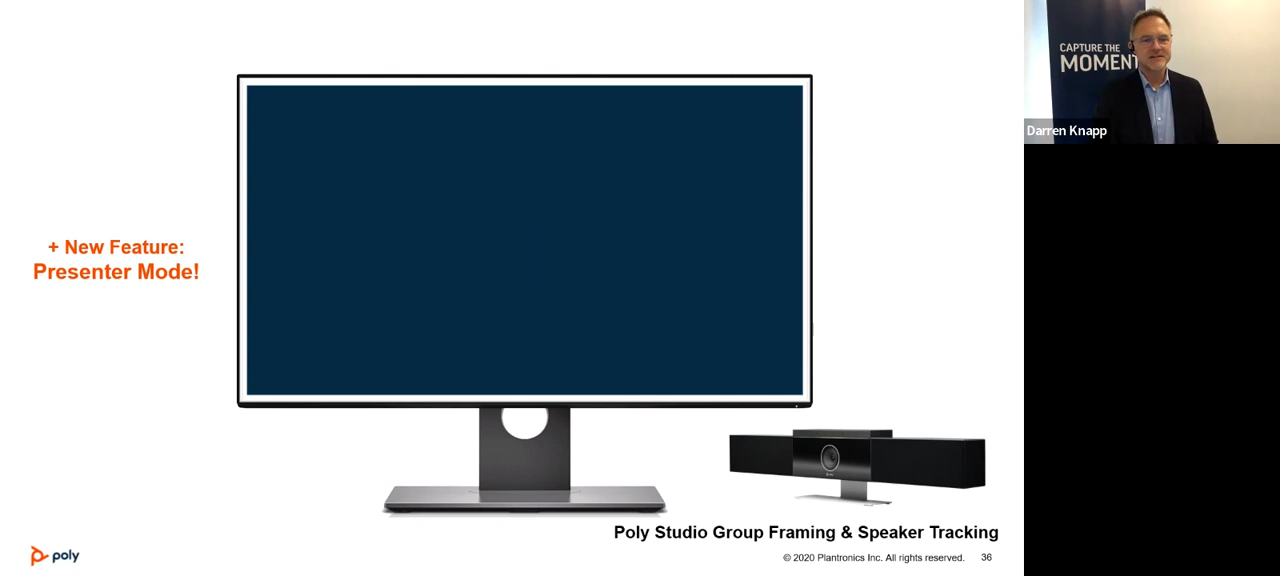 + New Feature:
Presenter Mode!
Poly Studio Group Framing & Speaker Tracking
poly
© 2020 Plantronics Inc. All rights reserved. 36
CAPTURE THE
MOMENT
Darren Knapp